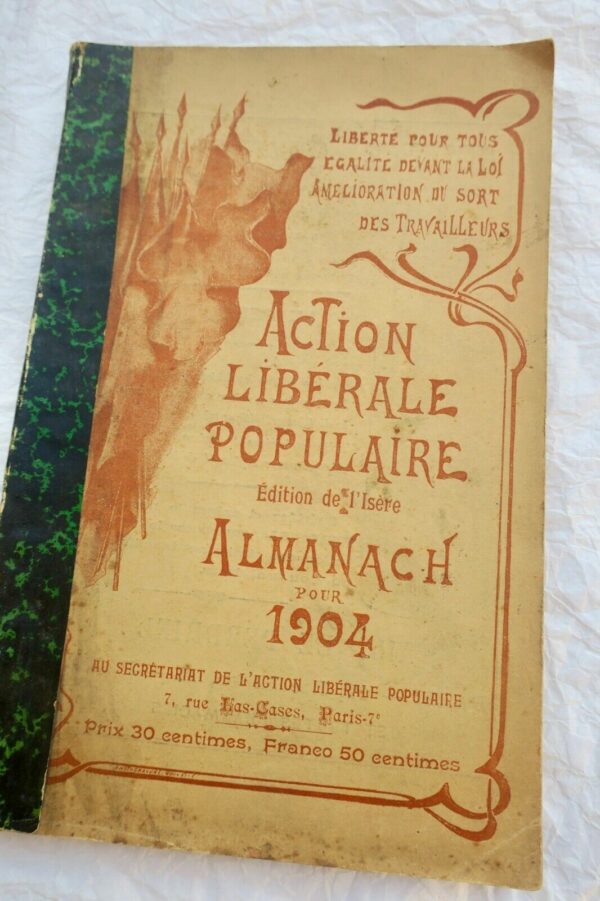 LIBERTÉ POUR TOUS
EGALITE DEVANT LA LOI
AMELIORATION DU SORT
DES TRAVAILLEURS
ACTION
LIBÉRALE
POPULAIRE
Édition de l'Isère
ALMANACH
POUR
1904
AU SECRÉTARIAT DE L'ACTION LIBÉRALE POPULAIRE
7, rue Las-Cases, Paris-7e
Prix 30 centimes, Franco 50 centimes